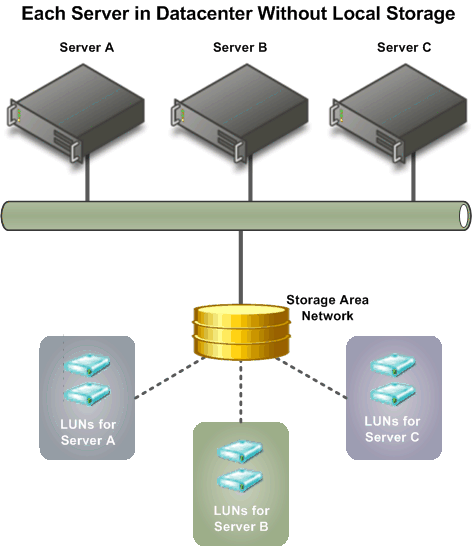 Each Server in Datacenter Without Local Storage
Server A
Server B
Server C
Storage Area
Network
LUNs for
Server A
LUNs for
Server C
LUNs for
Server B